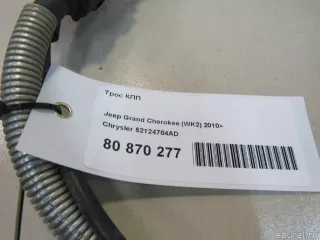 Трос КПП
Jeep Grand Cherokee (WK2) 2010>
Chrysler 52124784AD
80 870 277